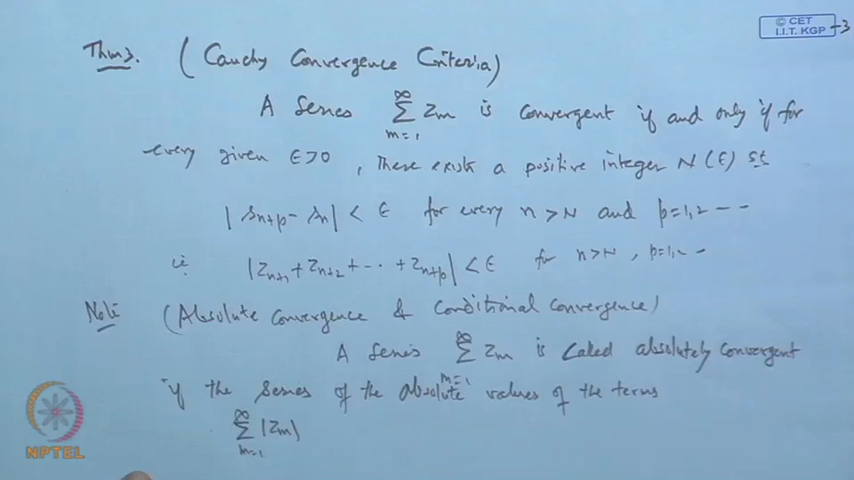 © CET
I.I.T. KGP
-3
Thm3. (Cauchy Convergence Criteria)
A Series ∑_{m=1}^{∞} z_m is convergent if and only if for
every given ε>0, there exists a positive integer N(ε) st
|s_{n+p} - s_n| < ε for every n>N and p=1,2---
i.e. |z_{n+1} + z_{n+2} + ... + z_{n+p}| < ε for n>N, p=1,2--
Note (Absolute Convergence & Conditional Convergence)
A Series ∑_{m=1}^{∞} z_m is Called absolutely convergent
if the Series of the absolute values of the terms
∑_{m=1}^{∞} |z_m|
NPTEL